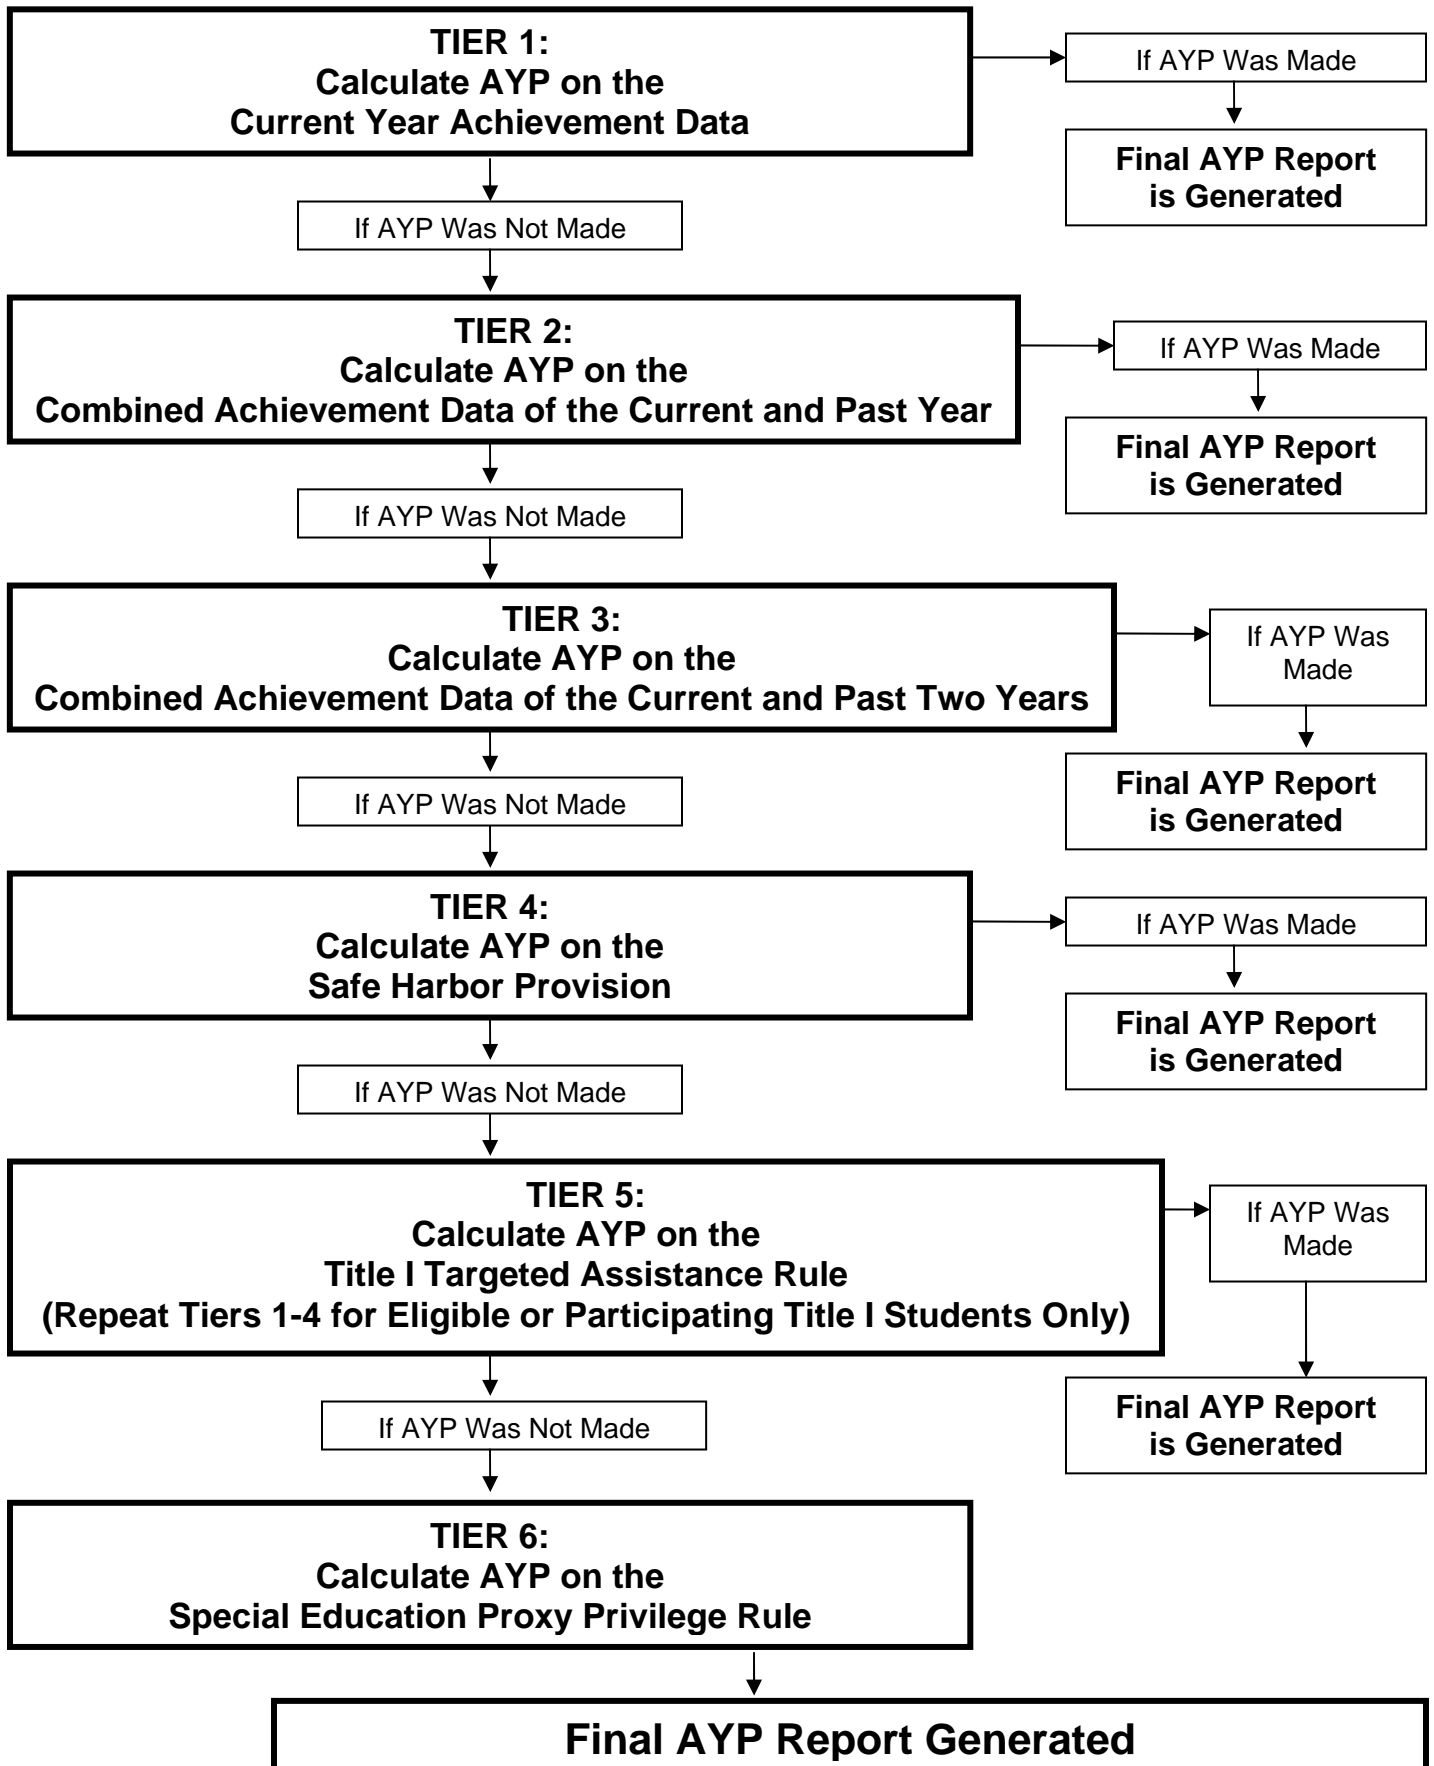 TIER 1:
Calculate AYP on the
Current Year Achievement Data
If AYP Was Made
Final AYP Report
is Generated
If AYP Was Not Made
TIER 2:
Calculate AYP on the
Combined Achievement Data of the Current and Past Year
If AYP Was Made
Final AYP Report
is Generated
If AYP Was Not Made
TIER 3:
Calculate AYP on the
Combined Achievement Data of the Current and Past Two Years
If AYP Was
Made
Final AYP Report
is Generated
If AYP Was Not Made
TIER 4:
Calculate AYP on the
Safe Harbor Provision
If AYP Was Made
Final AYP Report
is Generated
If AYP Was Not Made
TIER 5:
Calculate AYP on the
Title I Targeted Assistance Rule
(Repeat Tiers 1-4 for Eligible or Participating Title I Students Only)
If AYP Was
Made
Final AYP Report
is Generated
If AYP Was Not Made
TIER 6:
Calculate AYP on the
Special Education Proxy Privilege Rule
Final AYP Report Generated